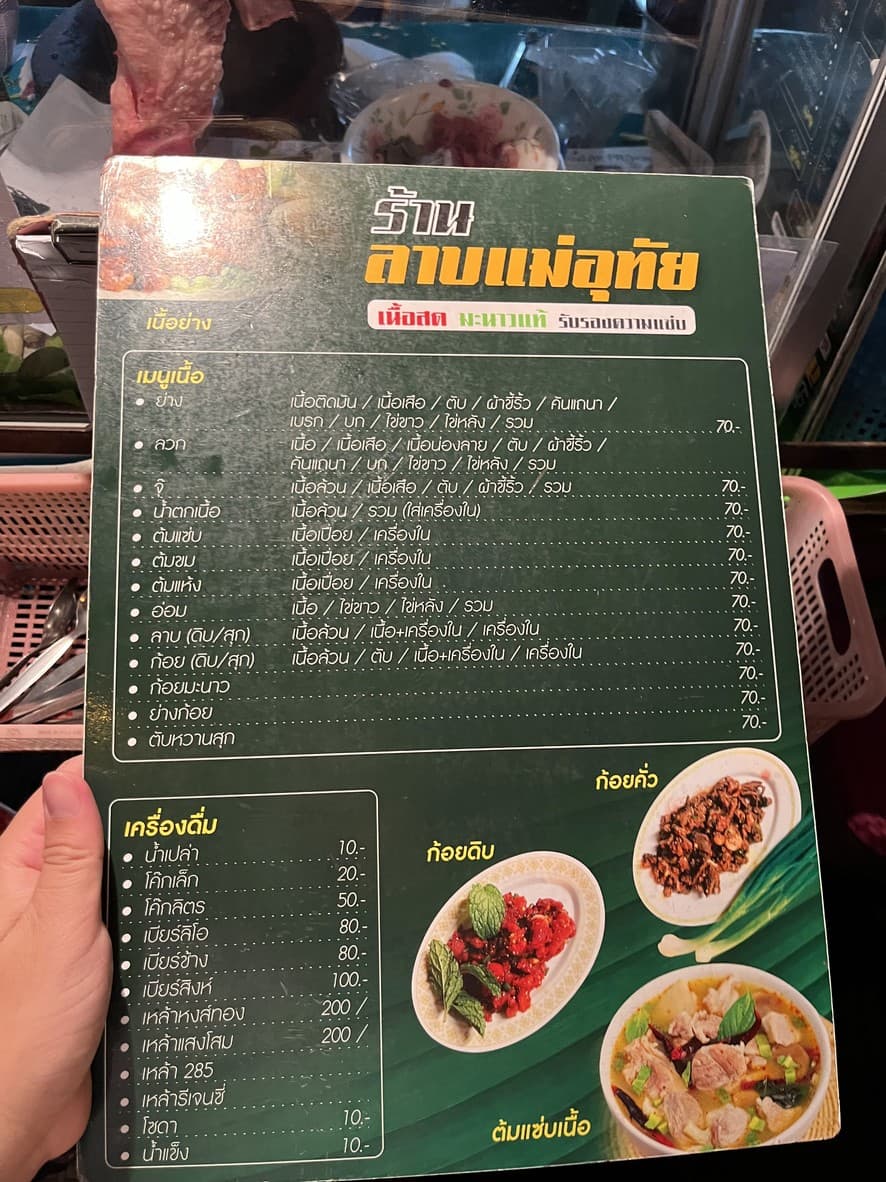 ร้าน
ลาบแม่อุทัย
เนื้อสด มะนาวแท้ รับรองความแซ่บ
เนื้อย่าง
เมนูเนื้อ
• ย่าง เนื้อติดมัน / เนื้อเสือ / ตับ / ผ้าขี้ริ้ว / คันแถนา /
เบรก / บก / ไข่ขาว / ไข่หลัง / รวม 70.-
• ลวก เนื้อ / เนื้อเสือ / เนื้อน่องลาย / ตับ / ผ้าขี้ริ้ว /
คันแถนา / บก / ไข่ขาว / ไข่หลัง / รวม 70.-
• จุ๊ เนื้อล้วน / เนื้อเสือ / ตับ / ผ้าขี้ริ้ว / รวม 70.-
• น้ำตกเนื้อ เนื้อล้วน / รวม (ใส่เครื่องใน) 70.-
• ต้มแซ่บ เนื้อเปื่อย / เครื่องใน 70.-
• ต้มขม เนื้อเปื่อย / เครื่องใน 70.-
• ต้มแห้ง เนื้อเปื่อย / เครื่องใน 70.-
• อ่อม เนื้อ / ไข่ขาว / ไข่หลัง / รวม 70.-
• ลาบ (ดิบ/สุก) เนื้อล้วน / เนื้อ+เครื่องใน / เครื่องใน 70.-
• ก้อย (ดิบ/สุก) เนื้อล้วน / ตับ / เนื้อ+เครื่องใน / เครื่องใน 70.-
• ก้อยมะนาว 70.-
• ย่างก้อย 70.-
• ตับหวานสุก 70.-
เครื่องดื่ม
• น้ำเปล่า 10.-
• โค๊กเล็ก 20.-
• โค๊กลิตร 50.-
• เบียร์ลีโอ 80.-
• เบียร์ช้าง 80.-
• เบียร์สิงห์ 100.-
• เหล้าหงส์ทอง 200 /
• เหล้าแสงโสม 200 /
• เหล้า 285
• เหล้ารีเจนซี่
• โซดา 10.-
• น้ำแข็ง 10.-
ก้อยคั่ว
ก้อยดิบ
ต้มแซ่บเนื้อ